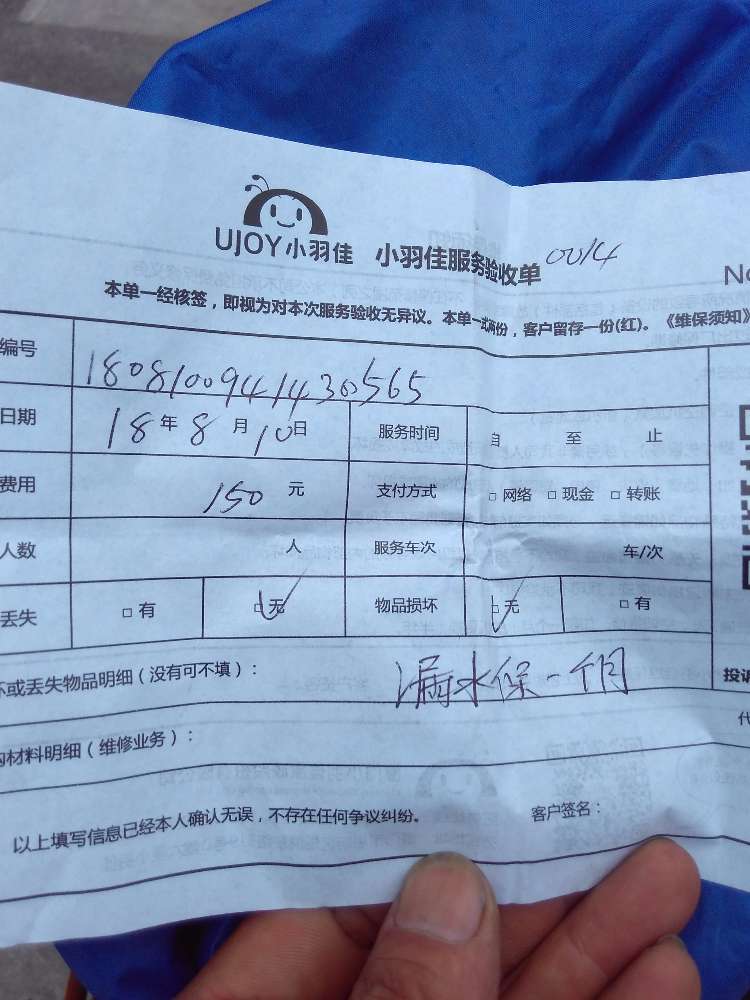 UJOY小羽佳 小羽佳服务验收单 0014
No
本单一经核签，即视为对本次服务验收无异议。本单一式两份，客户留存一份(红)。《维保须知》
编号 180810094141430565
日期 18 年 8 月 10 日 服务时间 自 至 止
费用 150 元 支付方式 □ 网络 □ 现金 □ 转账
人数 人 服务车次 车/次
丢失 □ 有 □ 无 物品损坏 □ 无 □ 有
坏或丢失物品明细（没有可不填）： 漏水保一个月
投诉
材料明细（维修业务）：
以上填写信息已经本人确认无误，不存在任何争议纠纷。 客户签名：